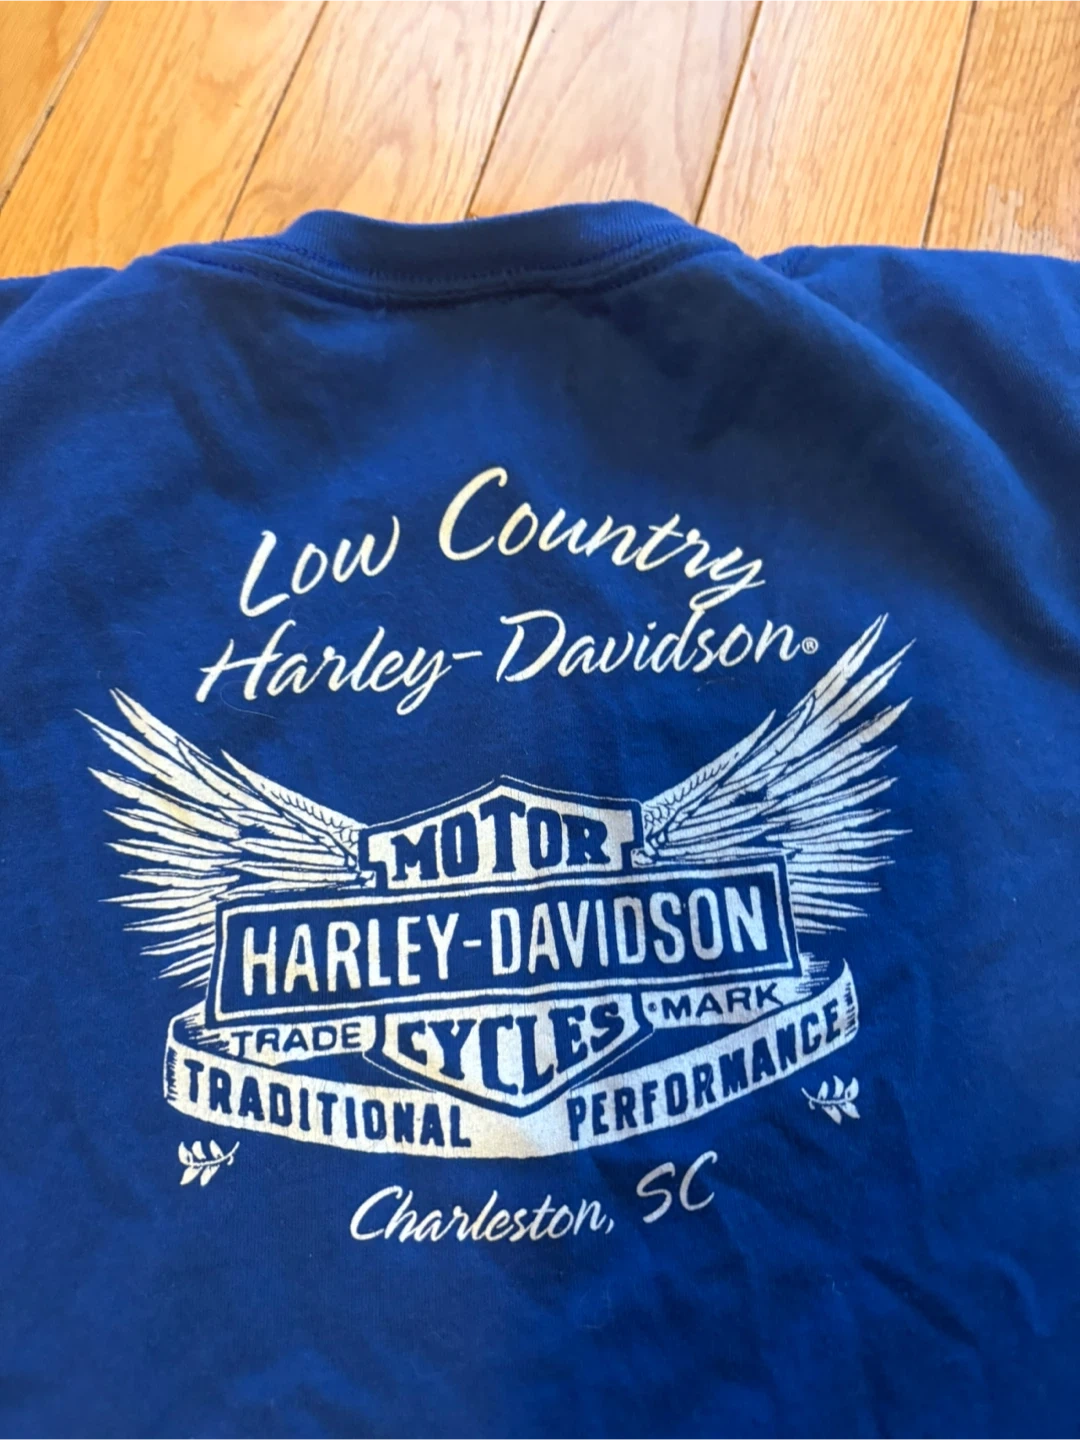 Low Country
Harley-Davidson®
MOTOR
HARLEY-DAVIDSON
TRADE CYCLES •MARK
TRADITIONAL PERFORMANCE
Charleston, SC